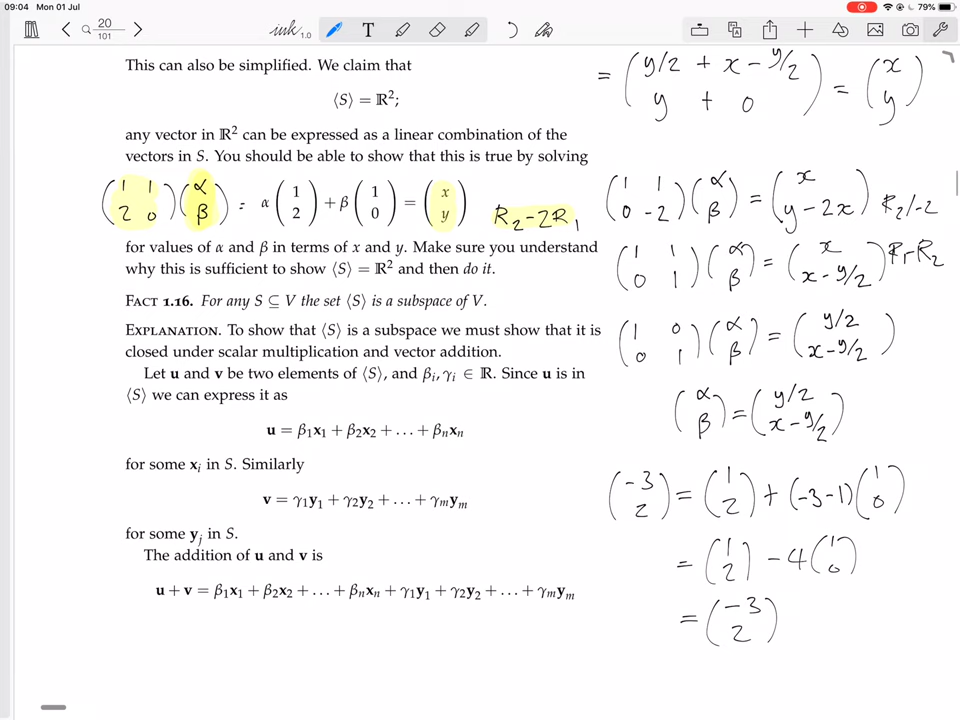 09:04 Mon 01 Jul
79%
20
101
ink 1.0
T
This can also be simplified. We claim that
⟨S⟩ = ℝ²;
any vector in ℝ² can be expressed as a linear combination of the
vectors in S. You should be able to show that this is true by solving
(1 1; 2 0)(α; β) = α(1; 2) + β(1; 0) = (x; y) R₂-2R₁
for values of α and β in terms of x and y. Make sure you understand
why this is sufficient to show ⟨S⟩ = ℝ² and then do it.
FACT 1.16. For any S ⊆ V the set ⟨S⟩ is a subspace of V.
EXPLANATION. To show that ⟨S⟩ is a subspace we must show that it is
closed under scalar multiplication and vector addition.
Let u and v be two elements of ⟨S⟩, and βᵢ, γᵢ ∈ ℝ. Since u is in
⟨S⟩ we can express it as
u = β₁x₁ + β₂x₂ + … + βₙxₙ
for some xᵢ in S. Similarly
v = γ₁y₁ + γ₂y₂ + … + γₘyₘ
for some yⱼ in S.
The addition of u and v is
u + v = β₁x₁ + β₂x₂ + … + βₙxₙ + γ₁y₁ + γ₂y₂ + … + γₘyₘ
= (y/2 + x - y/2; y + 0) = (x; y)
(1 1; 0 -2)(α; β) = (x; y - 2x) R₂/-2
(1 1; 0 1)(α; β) = (x; x - y/2) R₁-R₂
(1 0; 0 1)(α; β) = (y/2; x - y/2)
(α; β) = (y/2; x - y/2)
(-3; 2) = (1; 2) + (-3-1)(1; 0)
= (1; 2) - 4(1; 0)
= (-3; 2)